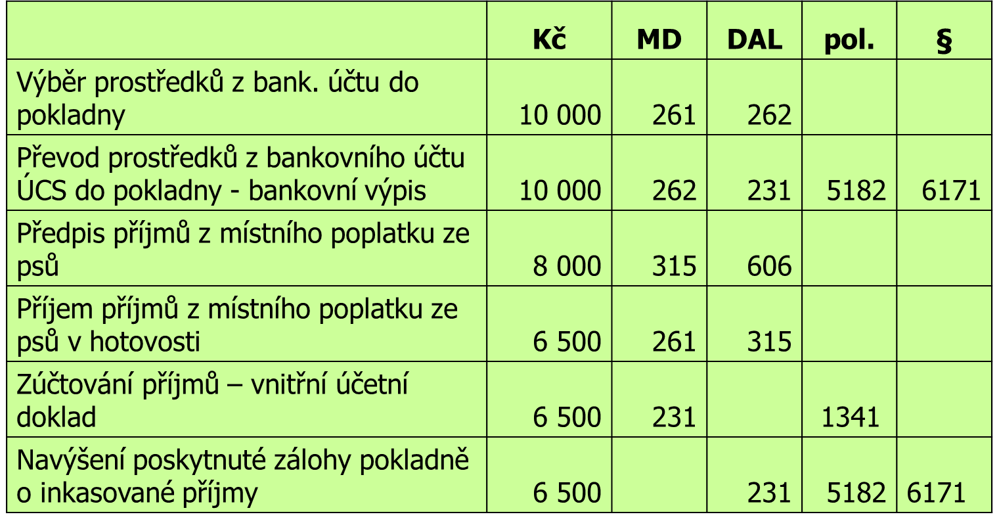 Kč MD DAL pol. §
Výběr prostředků z bank. účtu do
pokladny 10 000 261 262
Převod prostředků z bankovního účtu
ÚCS do pokladny - bankovní výpis 10 000 262 231 5182 6171
Předpis příjmů z místního poplatku ze
psů 8 000 315 606
Příjem příjmů z místního poplatku ze
psů v hotovosti 6 500 261 315
Zúčtování příjmů – vnitřní účetní
doklad 6 500 231 1341
Navýšení poskytnuté zálohy pokladně
o inkasované příjmy 6 500 231 5182 6171